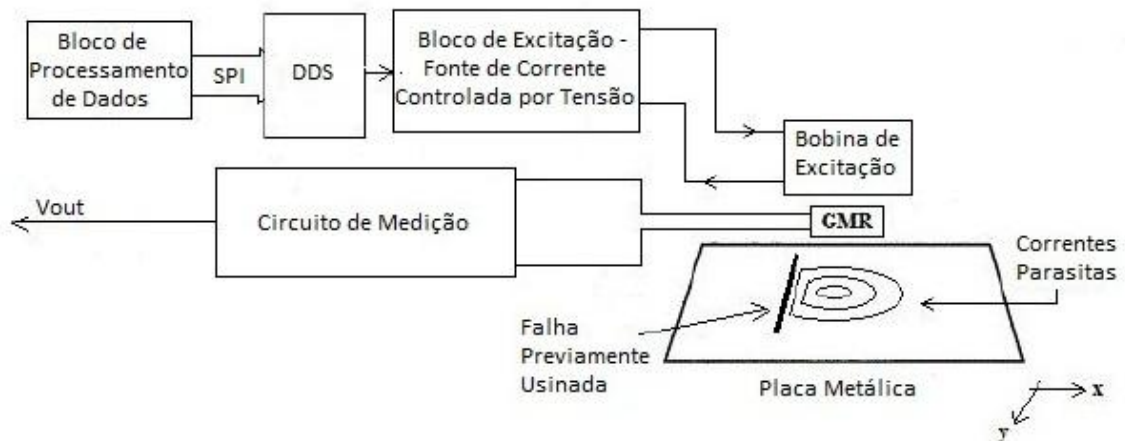 Bloco de
Processamento
de Dados
SPI
DDS
Bloco de Excitação -
Fonte de Corrente
Controlada por Tensão
Bobina de
Excitação
Vout
Circuito de Medição
GMR
Correntes
Parasitas
Falha
Previamente
Usinada
Placa Metálica
x
y